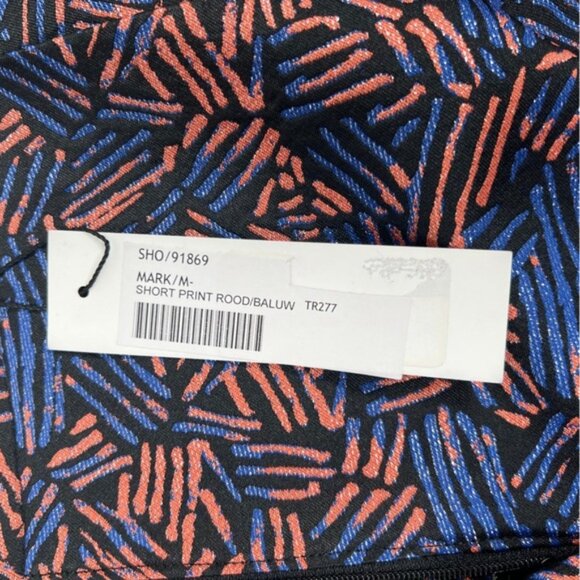 SHO/91869
MARK/M-
SHORT PRINT ROOD/BALUW TR277